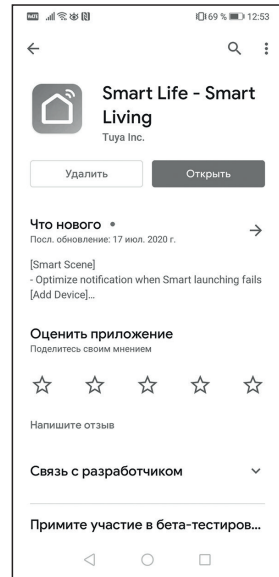 69 % 12:53
Smart Life - Smart
Living
Tuya Inc.
Удалить Открыть
Что нового •
Посл. обновление: 17 июл. 2020 г.
[Smart Scene]
- Optimize notification when Smart launching fails
[Add Device]...
Оценить приложение
Поделитесь своим мнением
Напишите отзыв
Связь с разработчиком
Примите участие в бета-тестиров...